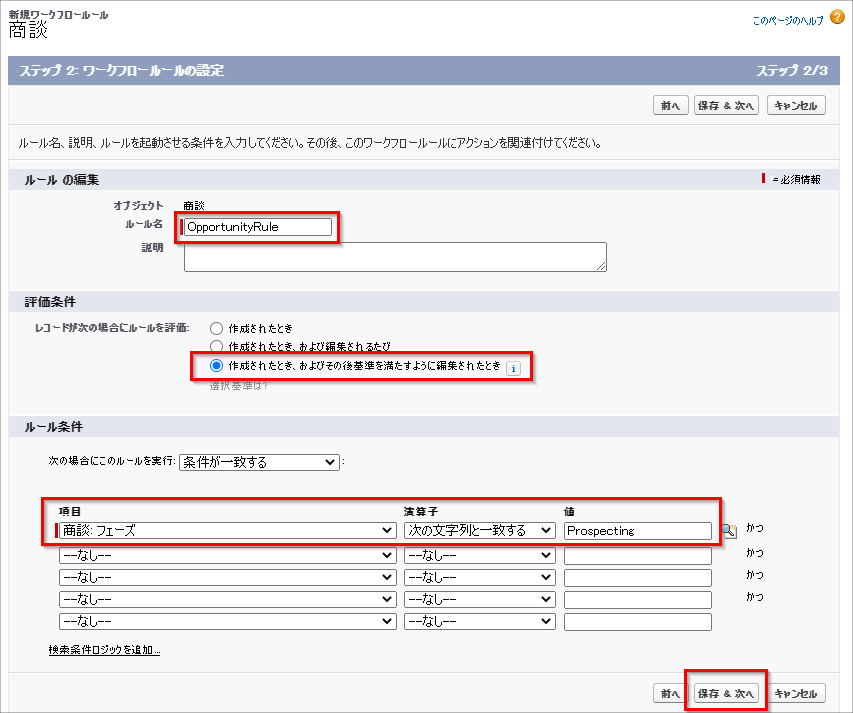 新規ワークフロールール
商談
このページのヘルプ ?
ステップ 2: ワークフロールールの設定 ステップ 2/3
前へ 保存 & 次へ キャンセル
ルール名、説明、ルールを起動させる条件を入力してください。その後、このワークフロールールにアクションを関連付けてください。
ルール の編集 = 必須情報
オブジェクト 商談
ルール名 OpportunityRule
説明
評価条件
レコードが次の場合にルールを評価: 作成されたとき
作成されたとき、および編集されるたび
作成されたとき、およびその後基準を満たすように編集されたとき i
選択基準は?
ルール条件
次の場合にこのルールを実行: 条件が一致する :
項目 演算子 値
商談: フェーズ 次の文字列と一致する Prospecting かつ
--なし-- --なし-- かつ
--なし-- --なし-- かつ
--なし-- --なし-- かつ
--なし-- --なし--
検索条件ロジックを追加...
前へ 保存 & 次へ キャンセル